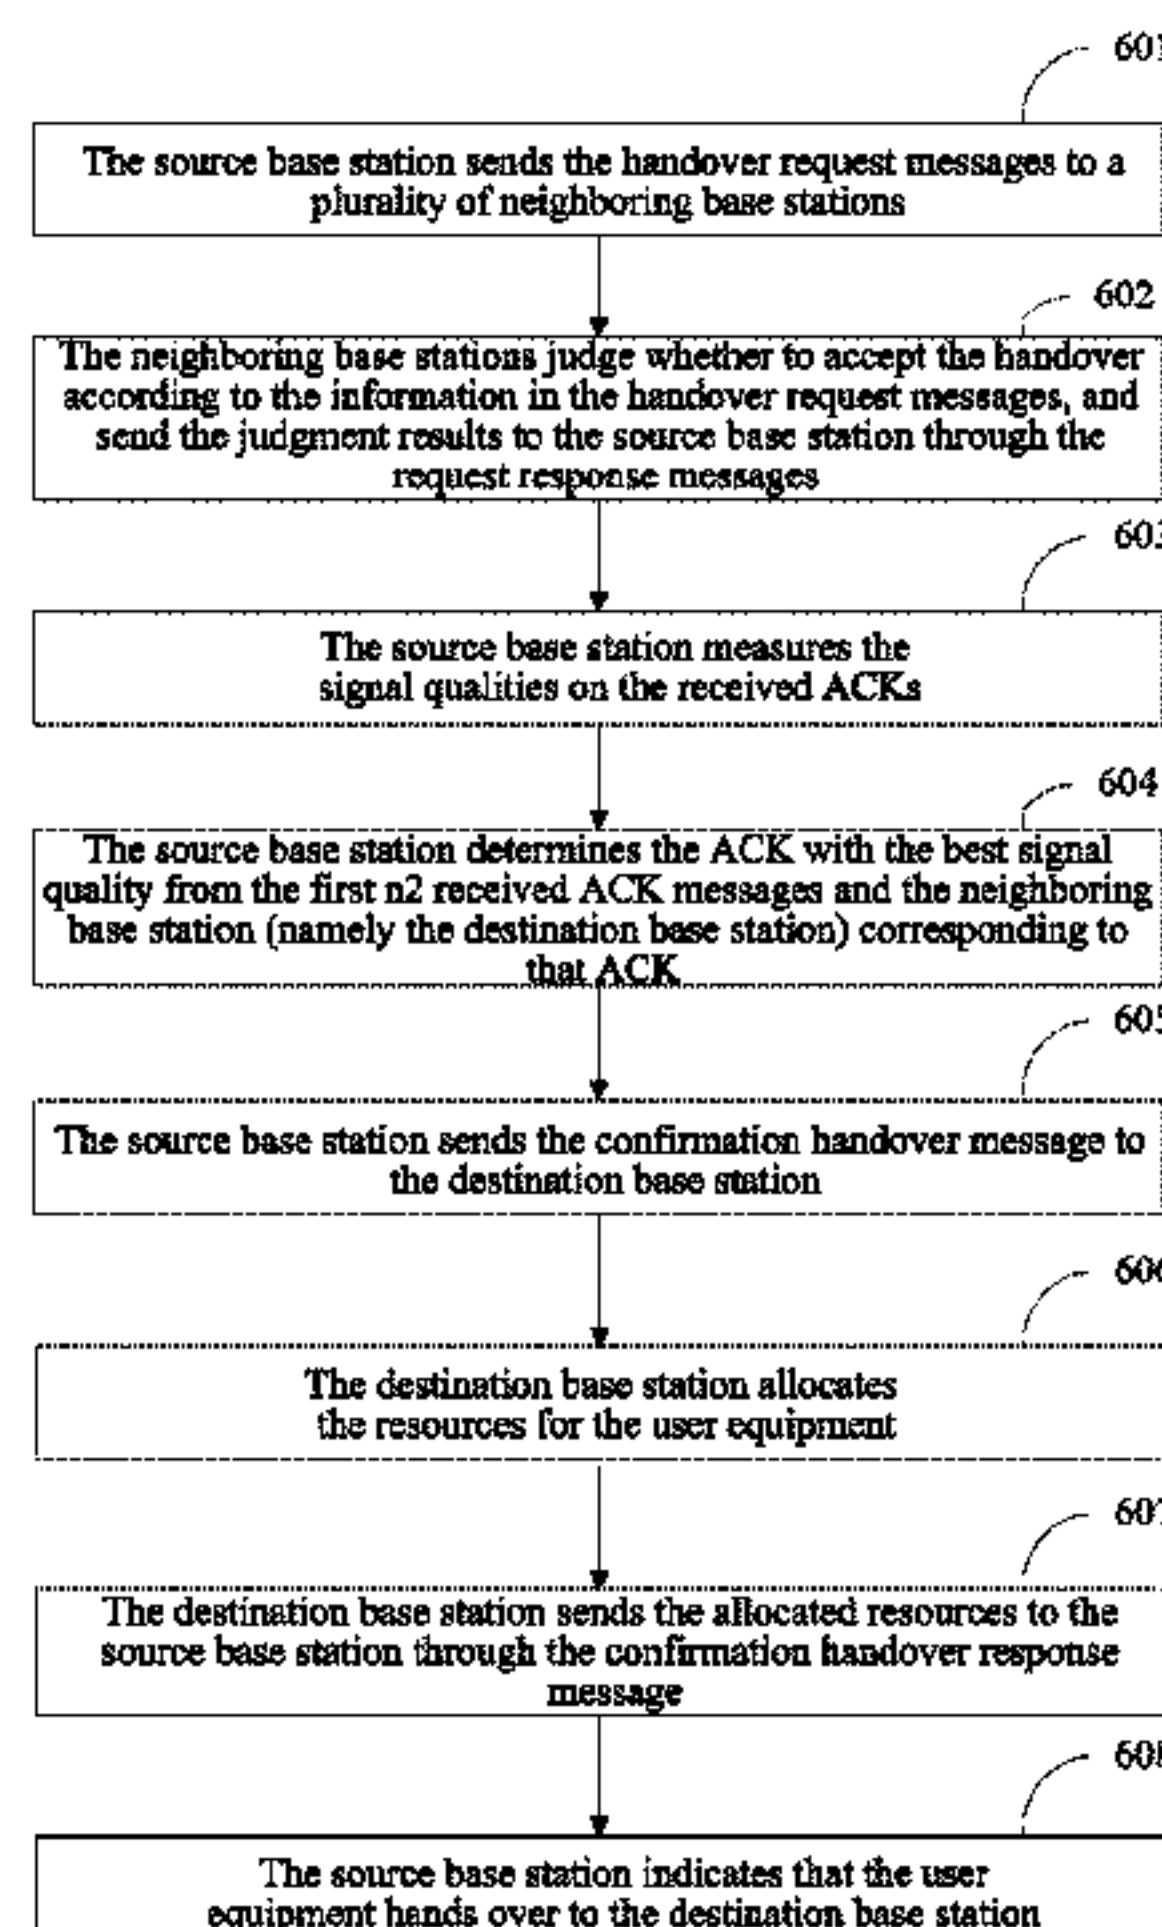 601
The source base station sends the handover request messages to a
plurality of neighboring base stations
602
The neighboring base stations judge whether to accept the handover
according to the information in the handover request messages, and
send the judgment results to the source base station through the
request response messages
603
The source base station measures the
signal qualities on the received ACKs
604
The source base station determines the ACK with the best signal
quality from the first n2 received ACK messages and the neighboring
base station (namely the destination base station) corresponding to
that ACK
605
The source base station sends the confirmation handover message to
the destination base station
606
The destination base station allocates
the resources for the user equipment
607
The destination base station sends the allocated resources to the
source base station through the confirmation handover response
message
608
The source base station indicates that the user
equipment hands over to the destination base station